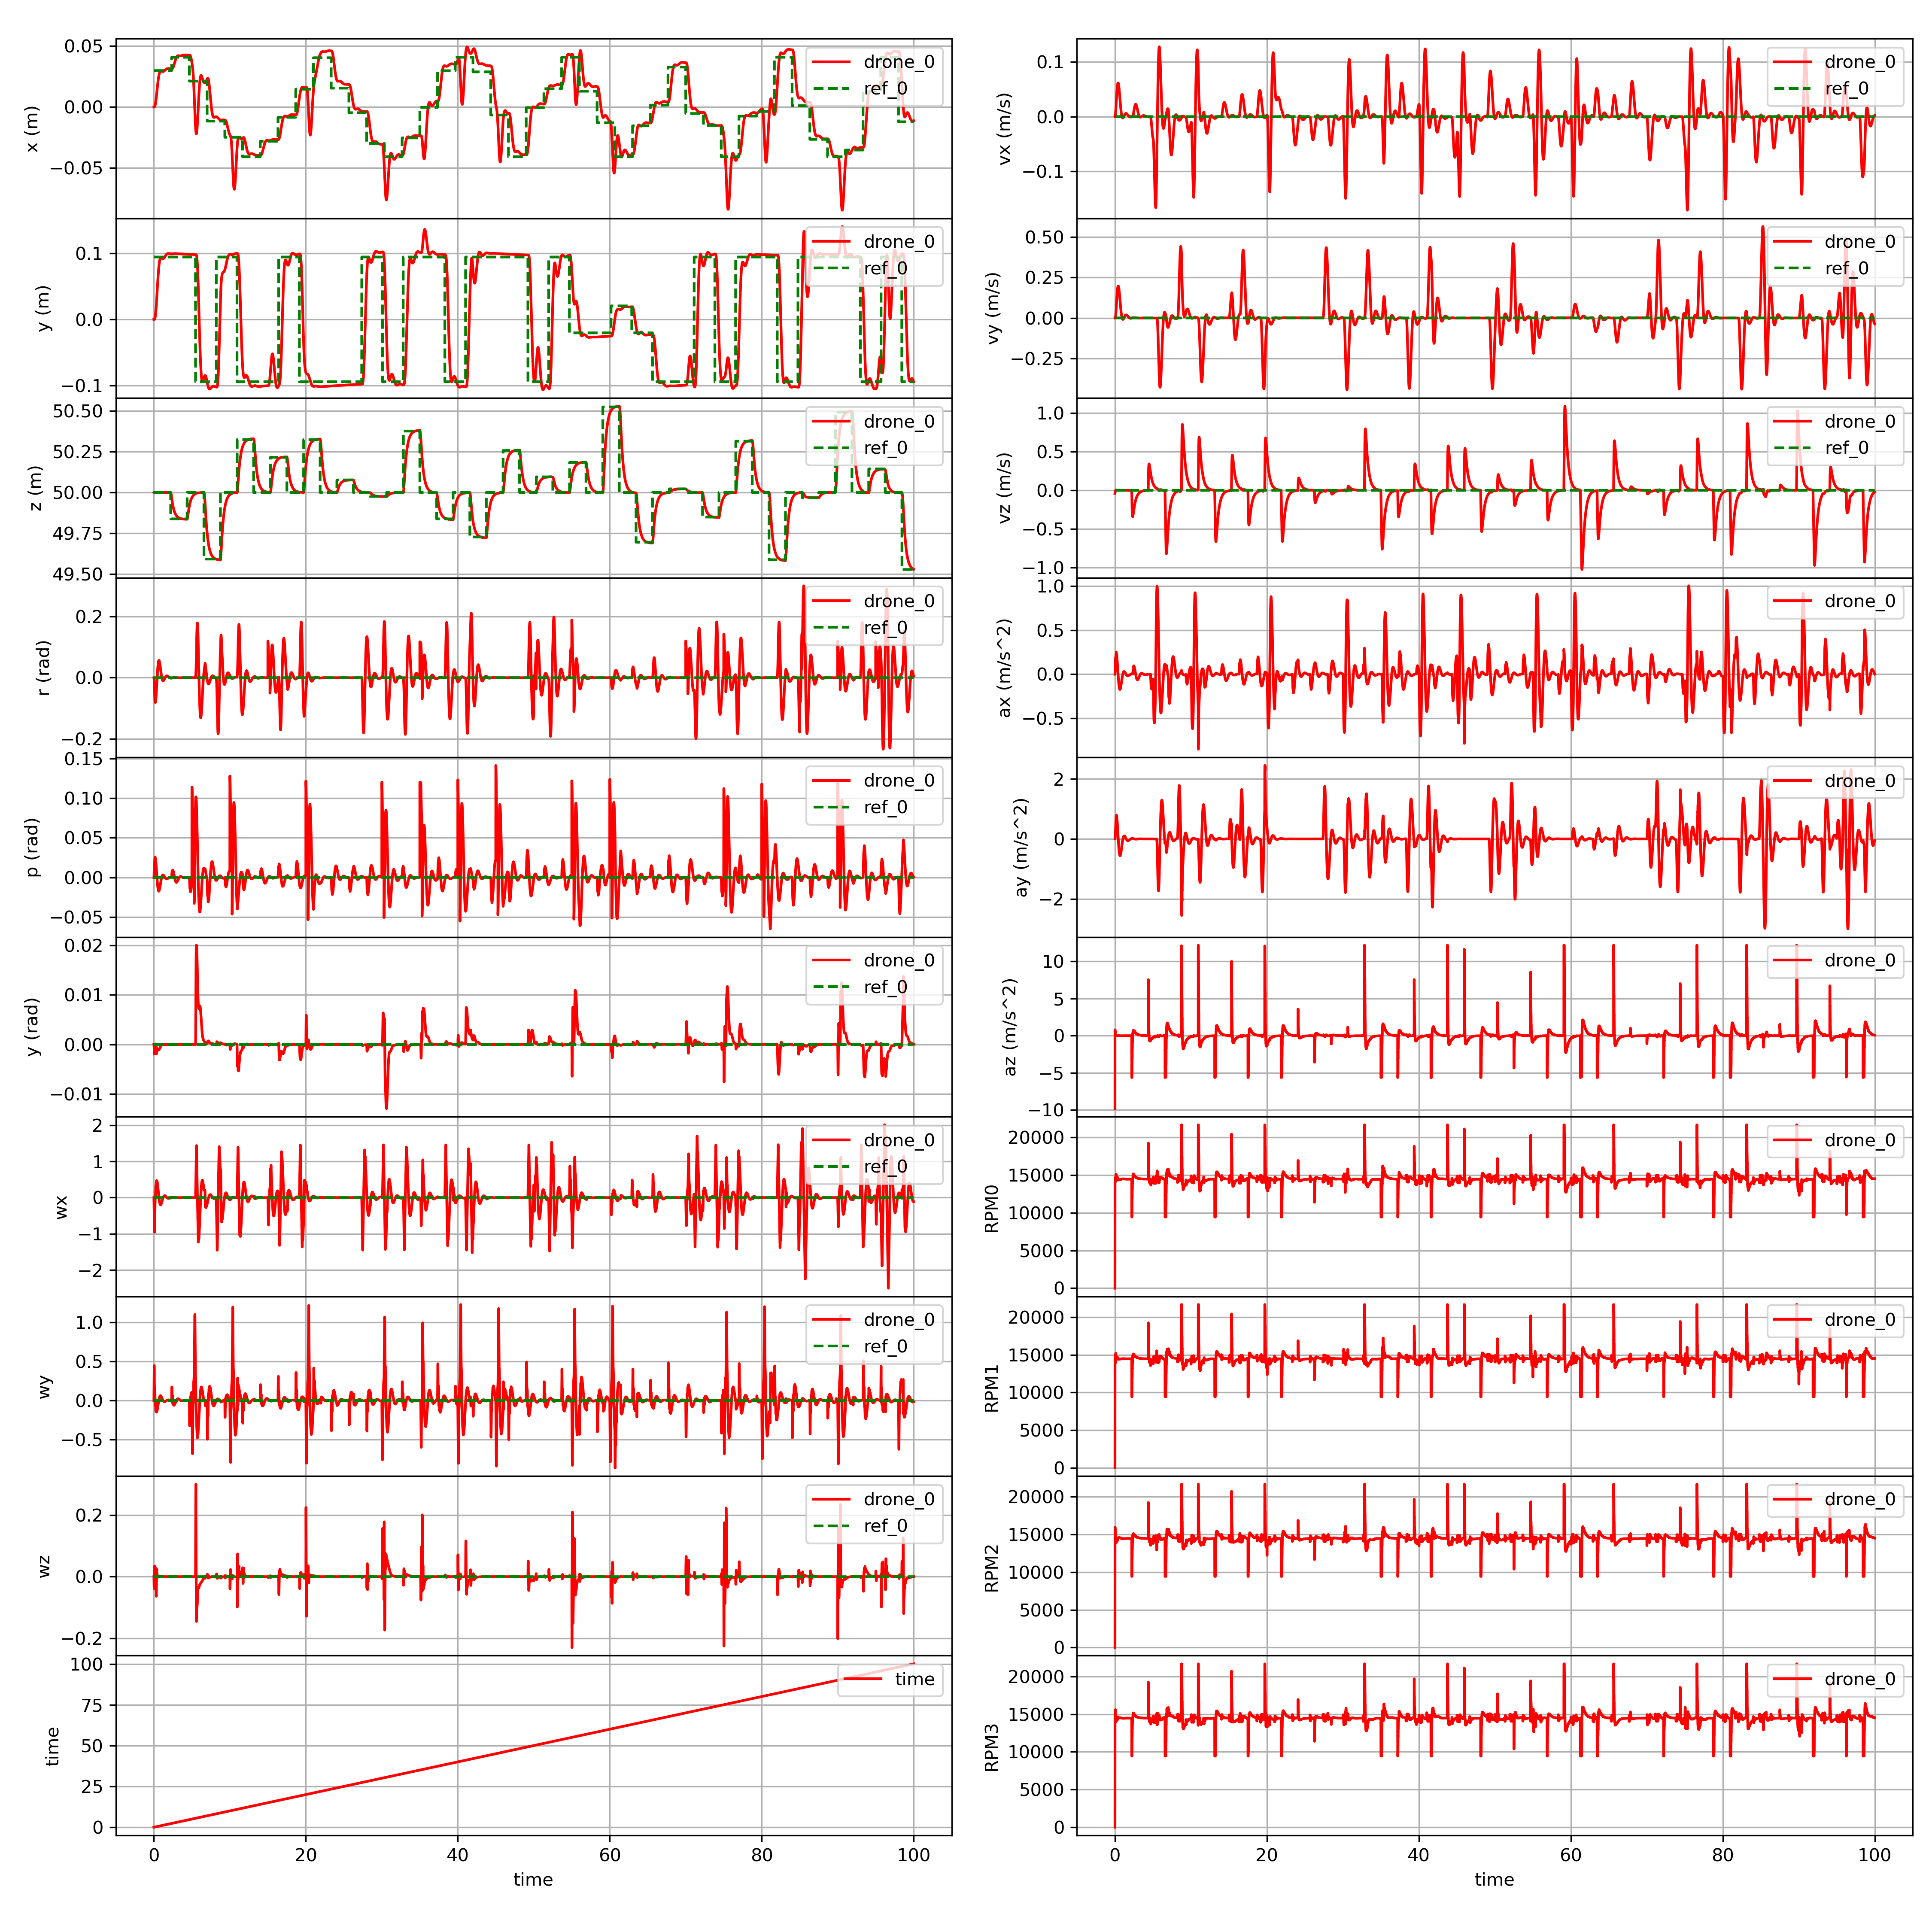 0.05
0.00
−0.05
x (m)
drone_0
ref_0
0.1
0.0
−0.1
y (m)
drone_0
ref_0
50.50
50.25
50.00
49.75
49.50
z (m)
drone_0
ref_0
0.2
0.0
−0.2
r (rad)
drone_0
ref_0
0.15
0.10
0.05
0.00
−0.05
p (rad)
drone_0
ref_0
0.02
0.01
0.00
−0.01
y (rad)
drone_0
ref_0
2
1
0
−1
−2
wx
drone_0
ref_0
1.0
0.5
0.0
−0.5
wy
drone_0
ref_0
0.2
0.0
−0.2
wz
drone_0
ref_0
100
75
50
25
0
time
time
0 20 40 60 80 100
time
0.1
0.0
−0.1
vx (m/s)
drone_0
ref_0
0.50
0.25
0.00
−0.25
vy (m/s)
drone_0
ref_0
1.0
0.5
0.0
−0.5
−1.0
vz (m/s)
drone_0
ref_0
1.0
0.5
0.0
−0.5
ax (m/s^2)
drone_0
2
0
−2
ay (m/s^2)
drone_0
10
5
0
−5
−10
az (m/s^2)
drone_0
20000
15000
10000
5000
0
RPM0
drone_0
20000
15000
10000
5000
0
RPM1
drone_0
20000
15000
10000
5000
0
RPM2
drone_0
20000
15000
10000
5000
0
RPM3
drone_0
0 20 40 60 80 100
time